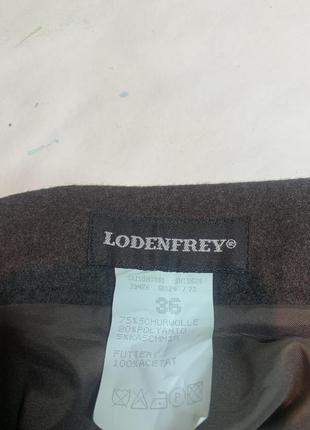 LODENFREY®
36
75%SCHURWOLLE
20%POLYAMID
5%KASCHMIR
FUTTER:
100%ACETAT